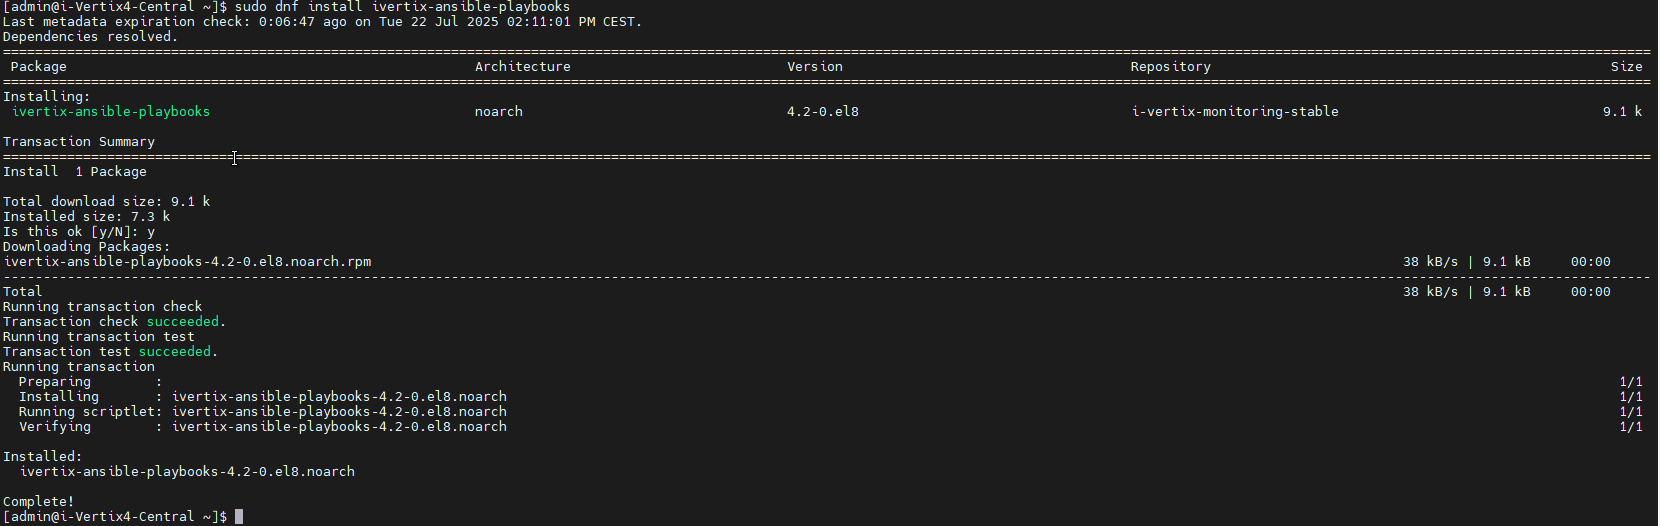 [admin@i-Vertix4-Central ~]$ sudo dnf install ivertix-ansible-playbooks
Last metadata expiration check: 0:06:47 ago on Tue 22 Jul 2025 02:11:01 PM CEST.
Dependencies resolved.
Package Architecture Version Repository Size
Installing:
ivertix-ansible-playbooks noarch 4.2-0.el8 i-vertix-monitoring-stable 9.1 k
Transaction Summary
Install 1 Package
Total download size: 9.1 k
Installed size: 7.3 k
Is this ok [y/N]: y
Downloading Packages:
ivertix-ansible-playbooks-4.2-0.el8.noarch.rpm 38 kB/s | 9.1 kB 00:00
Total 38 kB/s | 9.1 kB 00:00
Running transaction check
Transaction check succeeded.
Running transaction test
Transaction test succeeded.
Running transaction
Preparing : 1/1
Installing : ivertix-ansible-playbooks-4.2-0.el8.noarch 1/1
Running scriptlet: ivertix-ansible-playbooks-4.2-0.el8.noarch 1/1
Verifying : ivertix-ansible-playbooks-4.2-0.el8.noarch 1/1
Installed:
ivertix-ansible-playbooks-4.2-0.el8.noarch
Complete!
[admin@i-Vertix4-Central ~]$